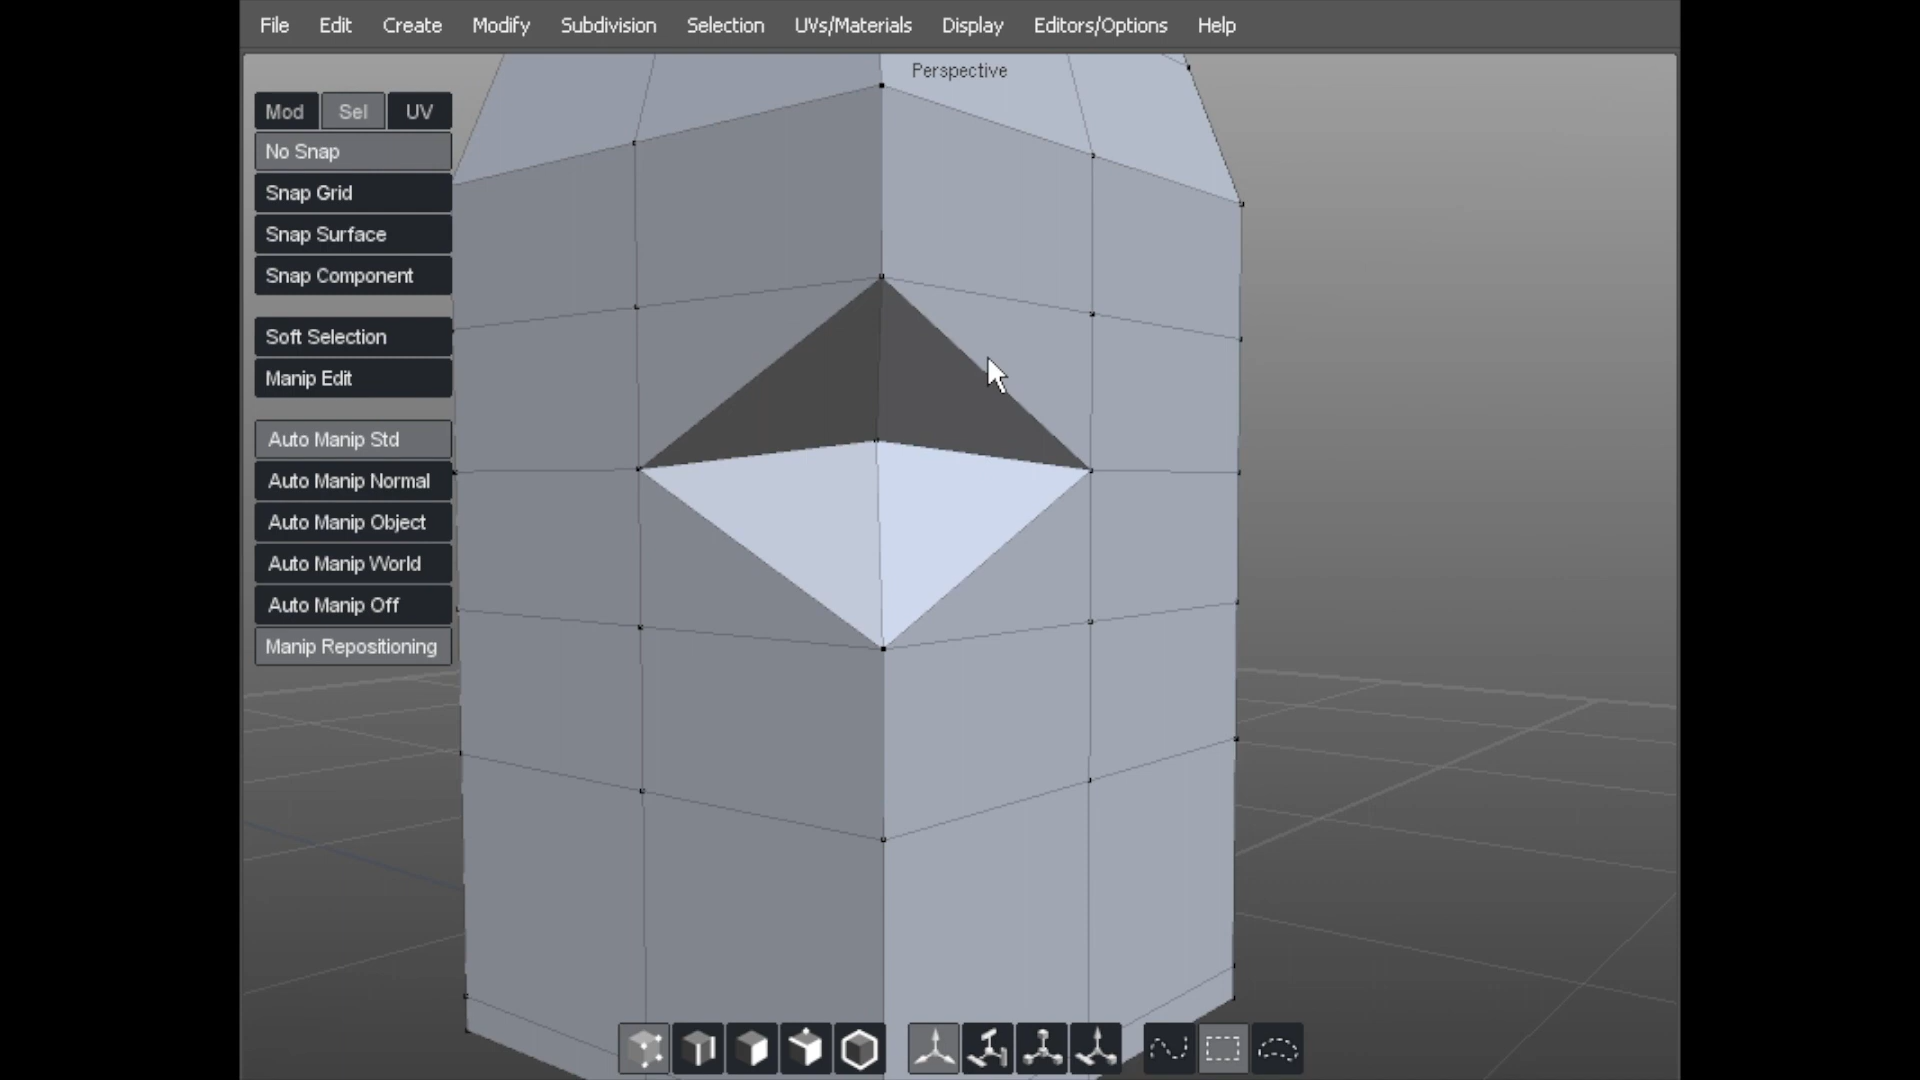 File Edit Create Modify Subdivision Selection UVs/Materials Display Editors/Options Help
Perspective
Mod Sel UV
No Snap
Snap Grid
Snap Surface
Snap Component
Soft Selection
Manip Edit
Auto Manip Std
Auto Manip Normal
Auto Manip Object
Auto Manip World
Auto Manip Off
Manip Repositioning